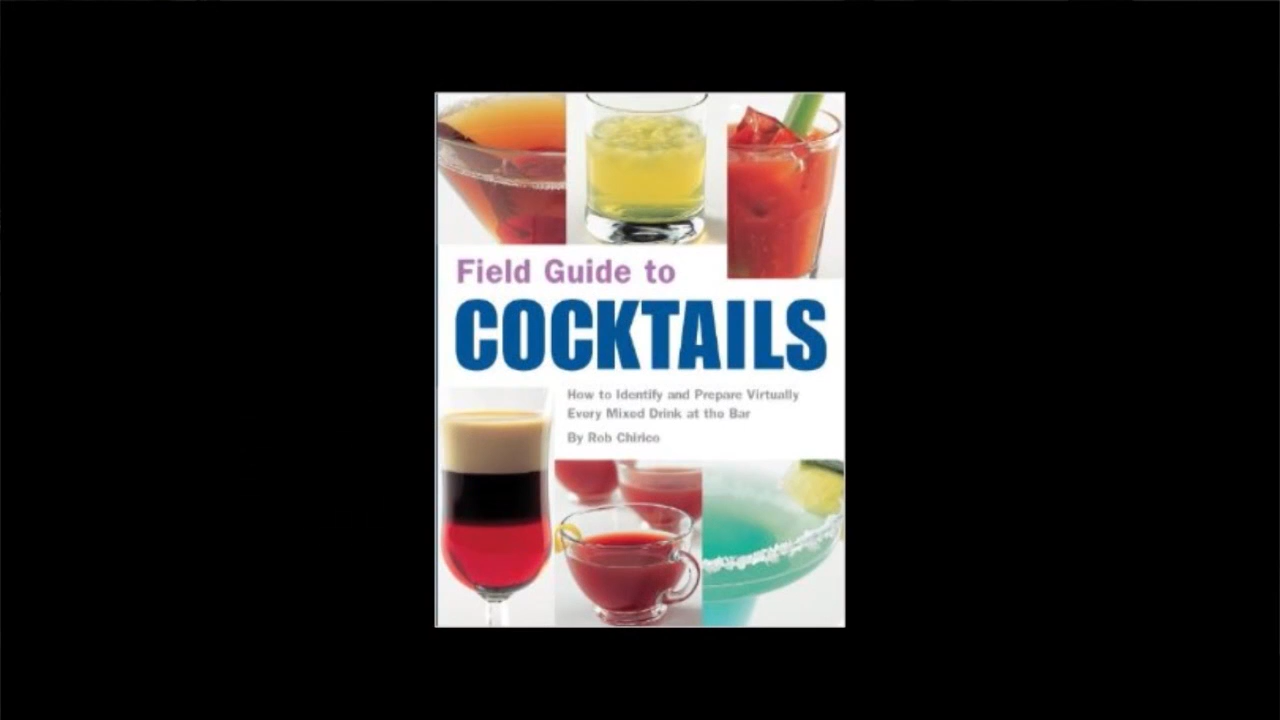 Field Guide to
COCKTAILS
How to Identify and Prepare Virtually
Every Mixed Drink at the Bar
By Rob Chirico